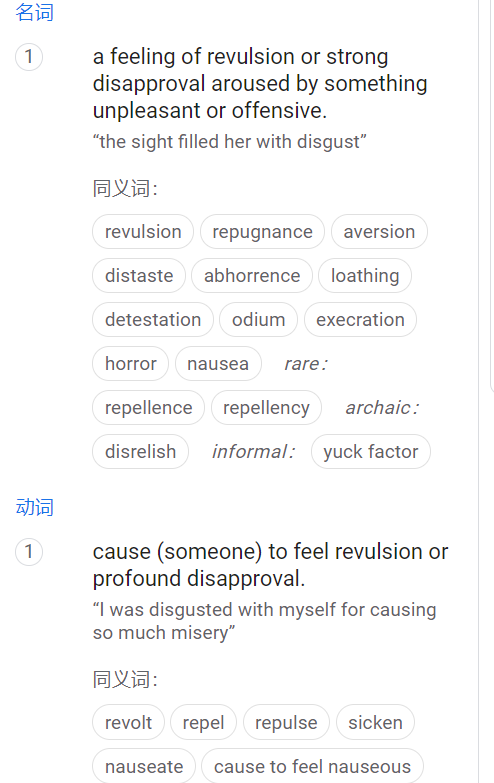 名词
1
a feeling of revulsion or strong
disapproval aroused by something
unpleasant or offensive.
“the sight filled her with disgust”
同义词：
revulsion repugnance aversion
distaste abhorrence loathing
detestation odium execration
horror nausea rare：
repellence repellency archaic：
disrelish informal： yuck factor
动词
1
cause (someone) to feel revulsion or
profound disapproval.
“I was disgusted with myself for causing
so much misery”
同义词：
revolt repel repulse sicken
nauseate cause to feel nauseous